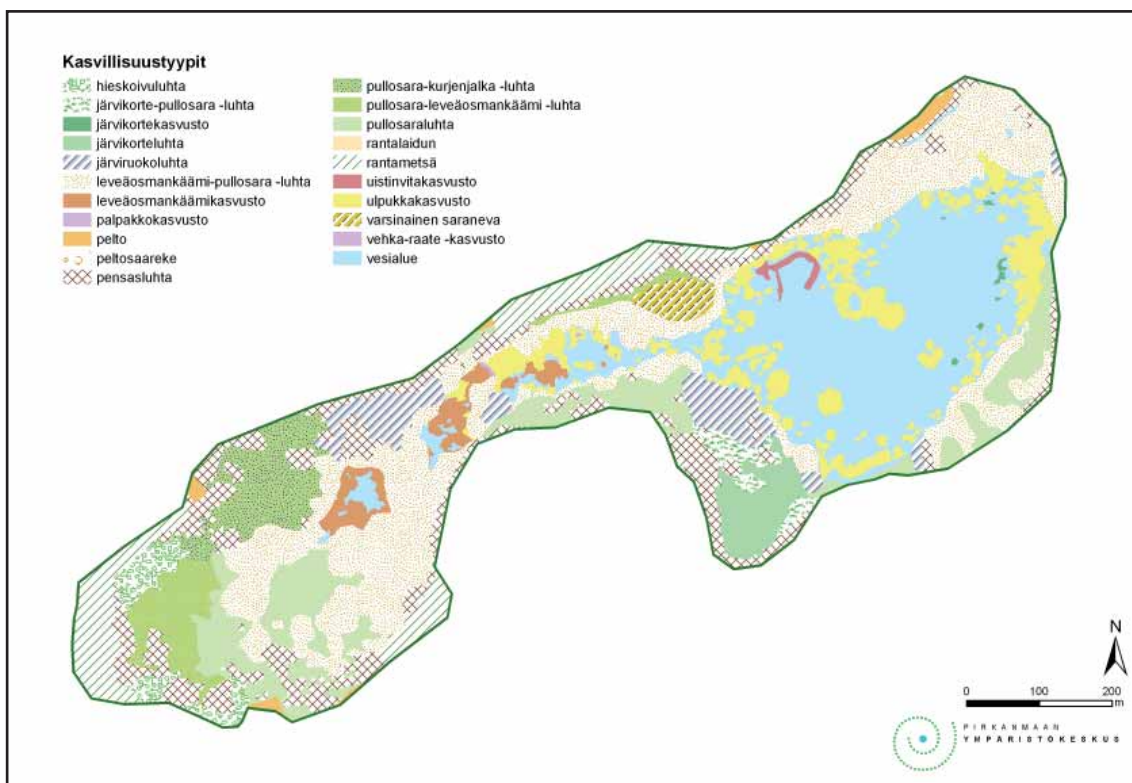 Kasvillisuustyypit
hieskoivuluhta
järvikorte-pullosara -luhta
järvikortekasvusto
järvikorteluhta
järviruokoluhta
leveäosmankäämi-pullosara -luhta
leveäosmankäämikasvusto
palpakkokasvusto
pelto
peltosaareke
pensasluhta
pullosara-kurjenjalka -luhta
pullosara-leveäosmankäämi -luhta
pullosaraluhta
rantalaidun
rantametsä
uistinvitakasvusto
ulpukkakasvusto
varsinainen saraneva
vehka-raate -kasvusto
vesialue
N
0 100 200
m
PIRKANMAAN
YMPÄRISTÖKESKUS